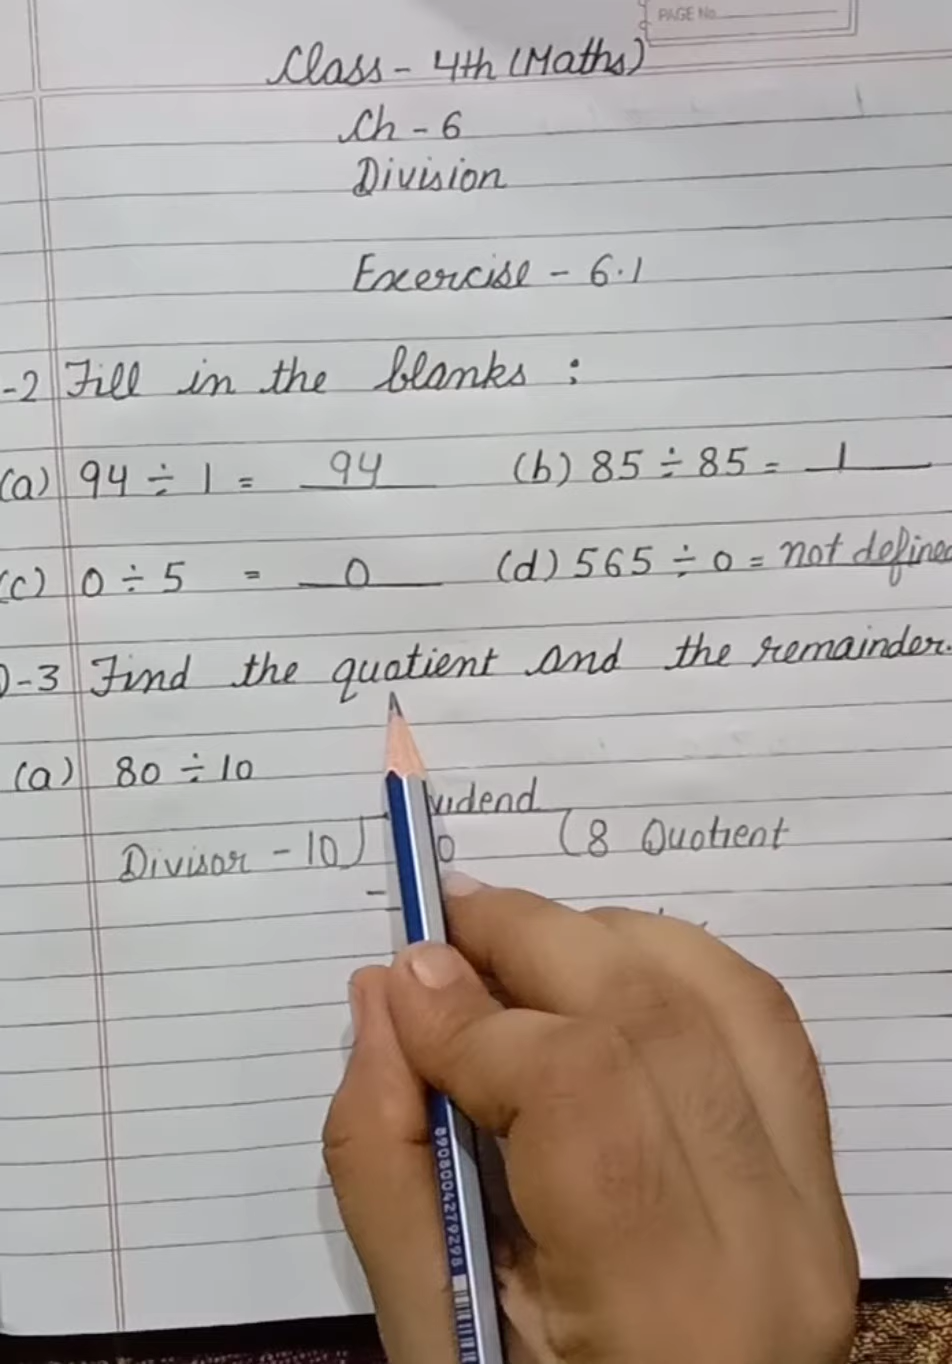 PAGE No.
Class - 4th (Maths)
Ch - 6
Division
Exercise - 6.1
-2 Fill in the blanks :
(a) 94 ÷ 1 = 94 (b) 85 ÷ 85 = 1
(c) 0 ÷ 5 = 0 (d) 565 ÷ 0 = not define
-3 Find the quotient and the remainder.
(a) 80 ÷ 10
vidend
Divisor - 10) 0 (8 Quotient
-
8908004279298